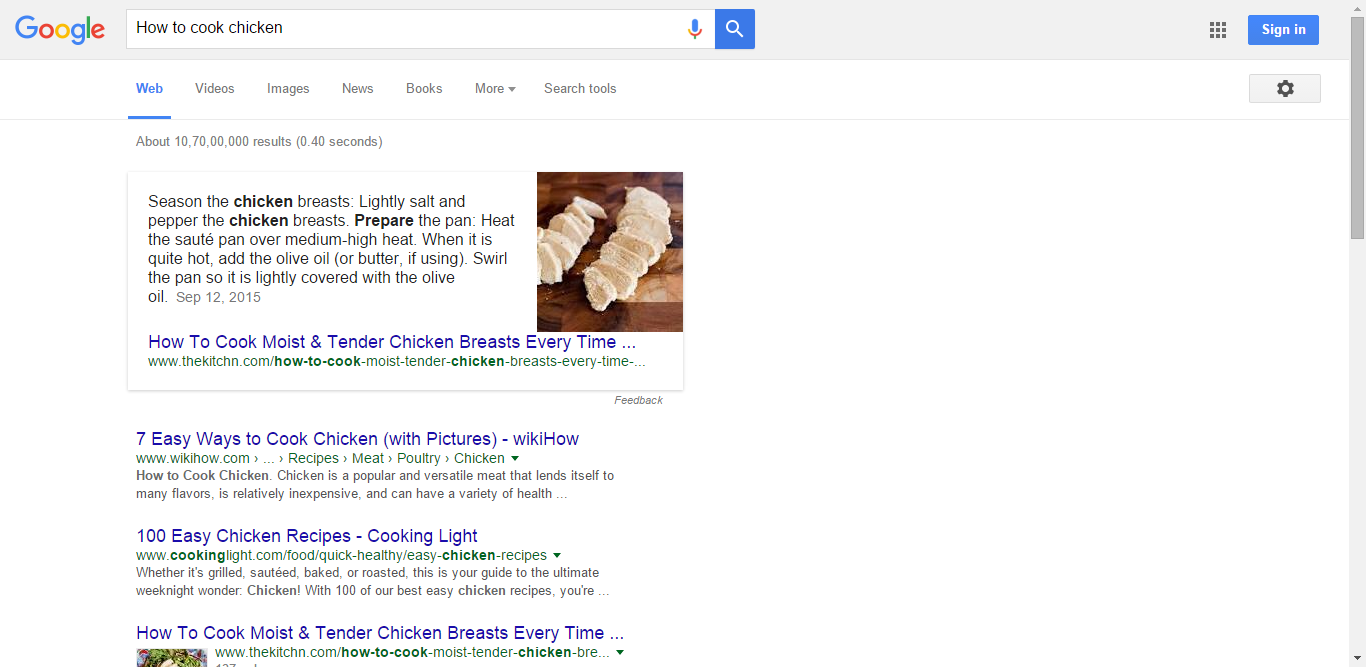 Google
How to cook chicken
Sign in
Web Videos Images News Books More Search tools
About 10,70,00,000 results (0.40 seconds)
Season the chicken breasts: Lightly salt and
pepper the chicken breasts. Prepare the pan: Heat
the sauté pan over medium-high heat. When it is
quite hot, add the olive oil (or butter, if using). Swirl
the pan so it is lightly covered with the olive
oil. Sep 12, 2015
How To Cook Moist & Tender Chicken Breasts Every Time ...
www.thekitchn.com/how-to-cook-moist-tender-chicken-breasts-every-time-...
Feedback
7 Easy Ways to Cook Chicken (with Pictures) - wikiHow
www.wikihow.com › ... › Recipes › Meat › Poultry › Chicken
How to Cook Chicken. Chicken is a popular and versatile meat that lends itself to
many flavors, is relatively inexpensive, and can have a variety of health ...
100 Easy Chicken Recipes - Cooking Light
www.cookinglight.com/food/quick-healthy/easy-chicken-recipes
Whether it's grilled, sautéed, baked, or roasted, this is your guide to the ultimate
weeknight wonder: Chicken! With 100 of our best easy chicken recipes, you're ...
How To Cook Moist & Tender Chicken Breasts Every Time ...
www.thekitchn.com/how-to-cook-moist-tender-chicken-bre...